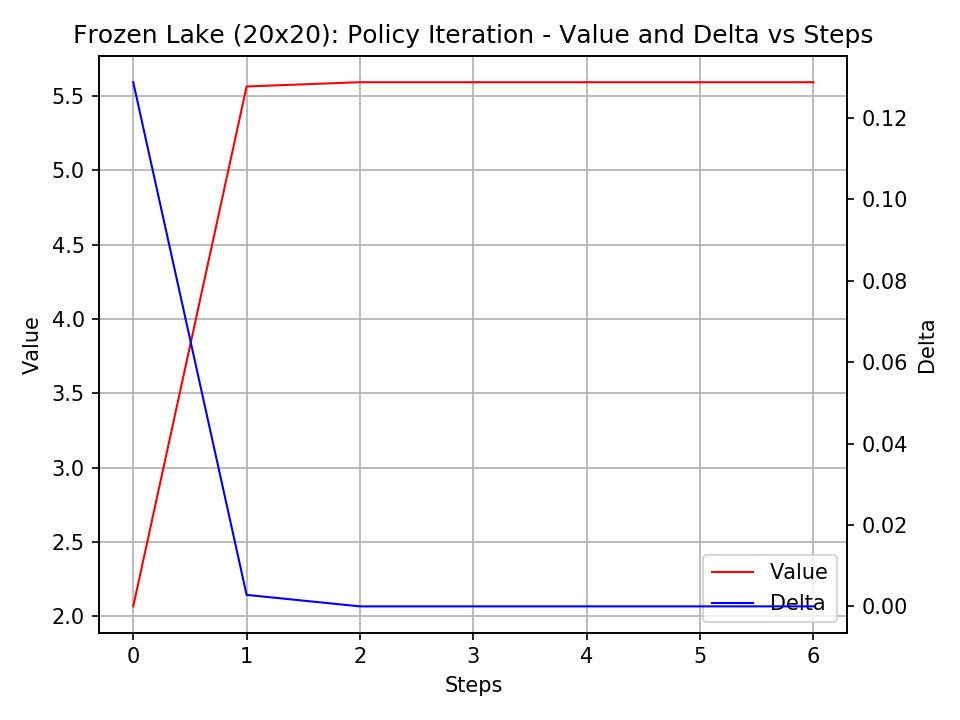 Frozen Lake (20x20): Policy Iteration - Value and Delta vs Steps
5.5
5.0
4.5
4.0
3.5
3.0
2.5
2.0
Value
0.12
0.10
0.08
0.06
0.04
0.02
0.00
Delta
Value
Delta
0 1 2 3 4 5 6
Steps